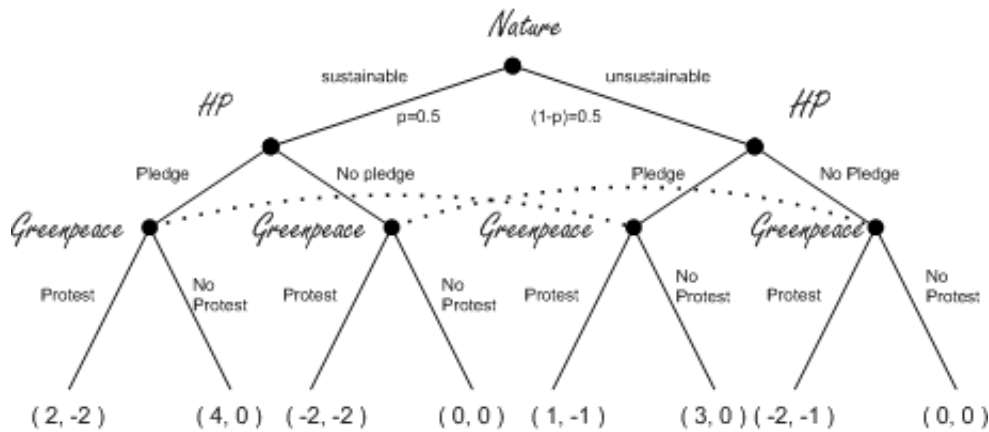 Nature
sustainable
unsustainable
HP
p=0.5
(1-p)=0.5
HP
Pledge
No pledge
Pledge
No Pledge
Greenpeace
Greenpeace
Greenpeace
Greenpeace
Protest
No
Protest
Protest
No
Protest
Protest
No
Protest
Protest
No
Protest
( 2, -2 ) ( 4, 0 ) ( -2, -2 ) ( 0, 0 ) ( 1, -1 ) ( 3, 0 ) ( -2, -1 ) ( 0, 0 )